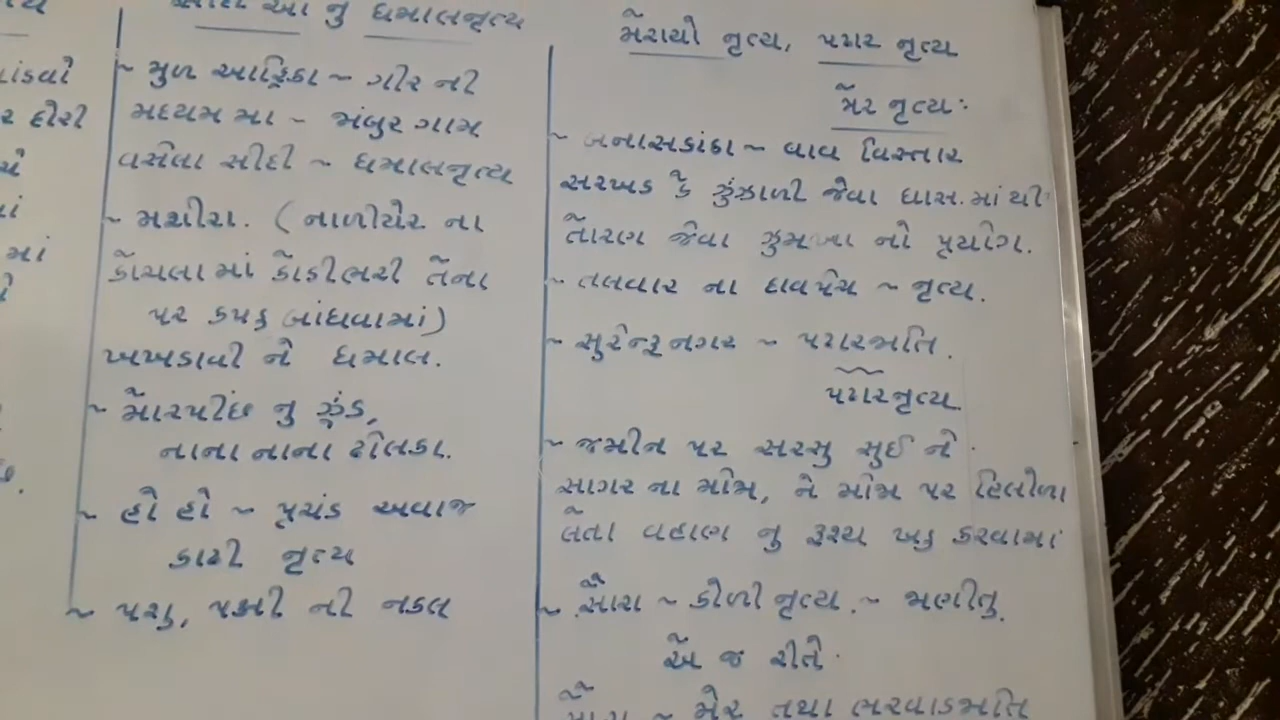 નુ ધમાલનૃત્ય
~ મુળ આફ્રિકા ~ ગીર ની
મધ્યમ મા ~ જંબુર ગામ
વસેલા સીદી ~ ધમાલનૃત્ય
~ મશીરા. (નાળીયેર ના
કોચલામાં કોડીભરી તેના
પર કપડુ બાંધવામાં)
ખખડાવી ને ધમાલ.
~ મોરપીંછ નુ ઝુંડ,
નાના નાના ઢોલકા.
~ હો હો ~ પ્રચંડ અવાજ
કાઢી નૃત્ય
~ પશુ, પક્ષી ની નકલ
મેરાયો નૃત્ય, પઢાર નૃત્ય
મેર નૃત્ય:
~ બનાસકાંઠા ~ વાવ વિસ્તાર
સરખડ કે ઝુંઝાળી જેવા ઘાસ.માંથી
તોરણ જેવા ઝુમખા નો પ્રયોગ.
~ તલવાર ના દાવપેચ ~ નૃત્ય.
~ સુરેન્દ્રનગર ~ પઢારજાતિ.
પઢારનૃત્ય.
~ જમીન પર સરસુ સુઈ ને
સાગર ના મોજા, ને મોજા પર હિલોળા
લેતા વહાણ નુ દ્રશ્ય ખડુ કરવામાં
~ સૌરા ~ કોળી નૃત્ય. ~ જાણીતુ.
એ જ રીતે.
~ મેર તથા ભરવાડજાતિ